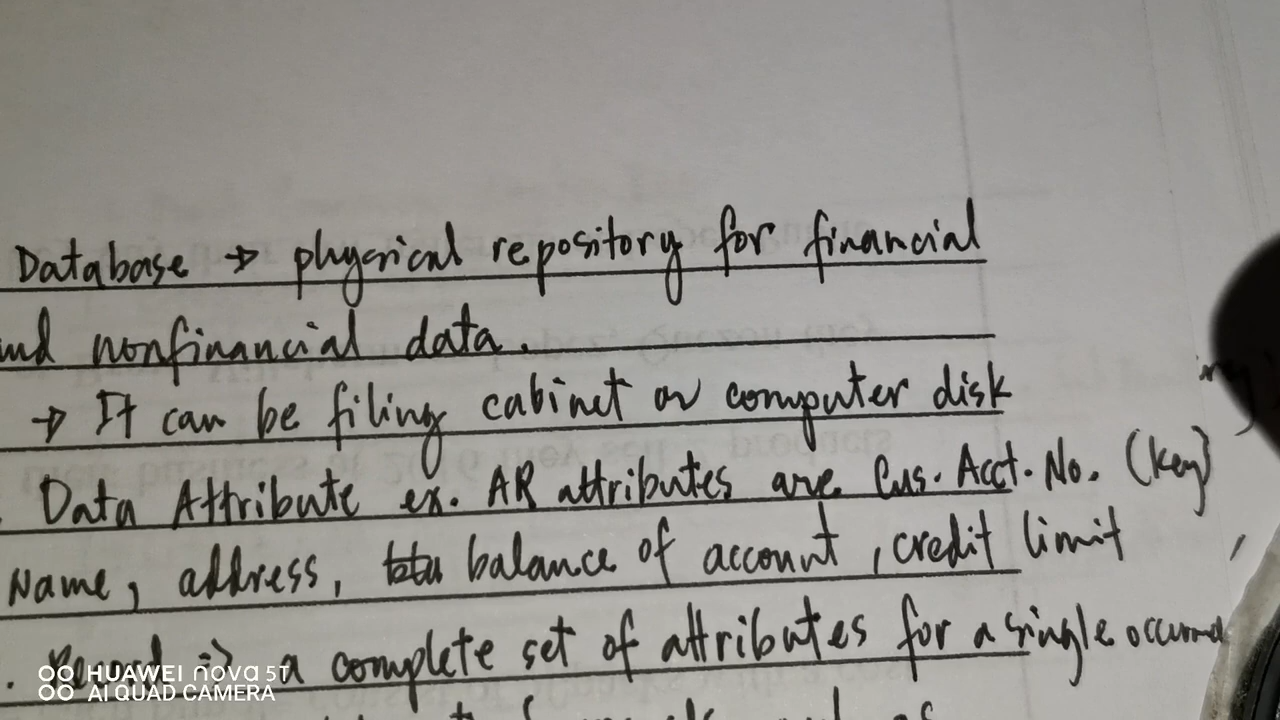 Database → physical repository for financial
and nonfinancial data.
→ It can be filing cabinet or computer disk
Data Attribute ex. AR attributes are Cus. Acct. No. (key)
Name, address, balance of account, credit limit
. Record → a complete set of attributes for a single
HUAWEI nova 5T
AI QUAD CAMERA